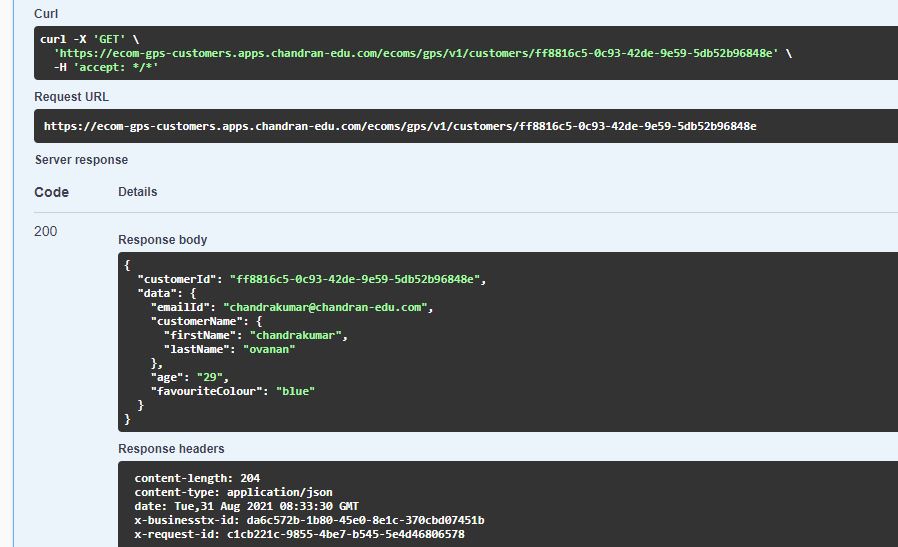 Curl
curl -X 'GET' \
'https://ecom-gps-customers.apps.chandran-edu.com/ecoms/gps/v1/customers/ff8816c5-0c93-42de-9e59-5db52b96848e' \
-H 'accept: */*'
Request URL
https://ecom-gps-customers.apps.chandran-edu.com/ecoms/gps/v1/customers/ff8816c5-0c93-42de-9e59-5db52b96848e
Server response
Code Details
200
Response body
{
"customerId": "ff8816c5-0c93-42de-9e59-5db52b96848e",
"data": {
"emailId": "chandrakumar@chandran-edu.com",
"customerName": {
"firstName": "chandrakumar",
"lastName": "ovanan"
},
"age": "29",
"favouriteColour": "blue"
}
}
Response headers
content-length: 204
content-type: application/json
date: Tue,31 Aug 2021 08:33:30 GMT
x-businesstx-id: da6c572b-1b80-45e0-8e1c-370cbd07451b
x-request-id: c1cb221c-9855-4be7-b545-5e4d46806578